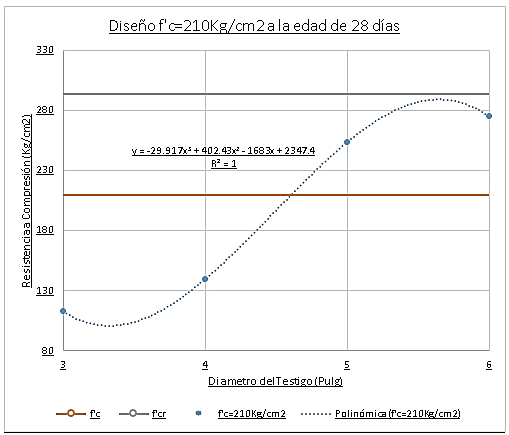 Diseño f'c=210Kg/cm2 a la edad de 28 días
330
280
230
180
130
80
Resistencia a Compresión (Kg/cm2)
y = -29.917x³ + 402.43x² - 1683x + 2347.4
R² = 1
3
4
5
6
Diametro del Testigo (Pulg)
f'c
f'cr
f'c=210Kg/cm2
Polinómica (f'c=210Kg/cm2)